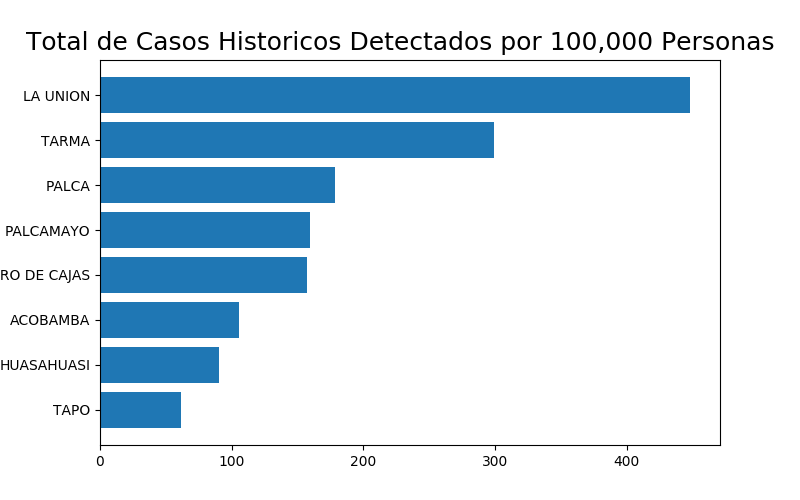 Total de Casos Historicos Detectados por 100,000 Personas
LA UNION
TARMA
PALCA
PALCAMAYO
RO DE CAJAS
ACOBAMBA
HUASAHUASI
TAPO
0 100 200 300 400